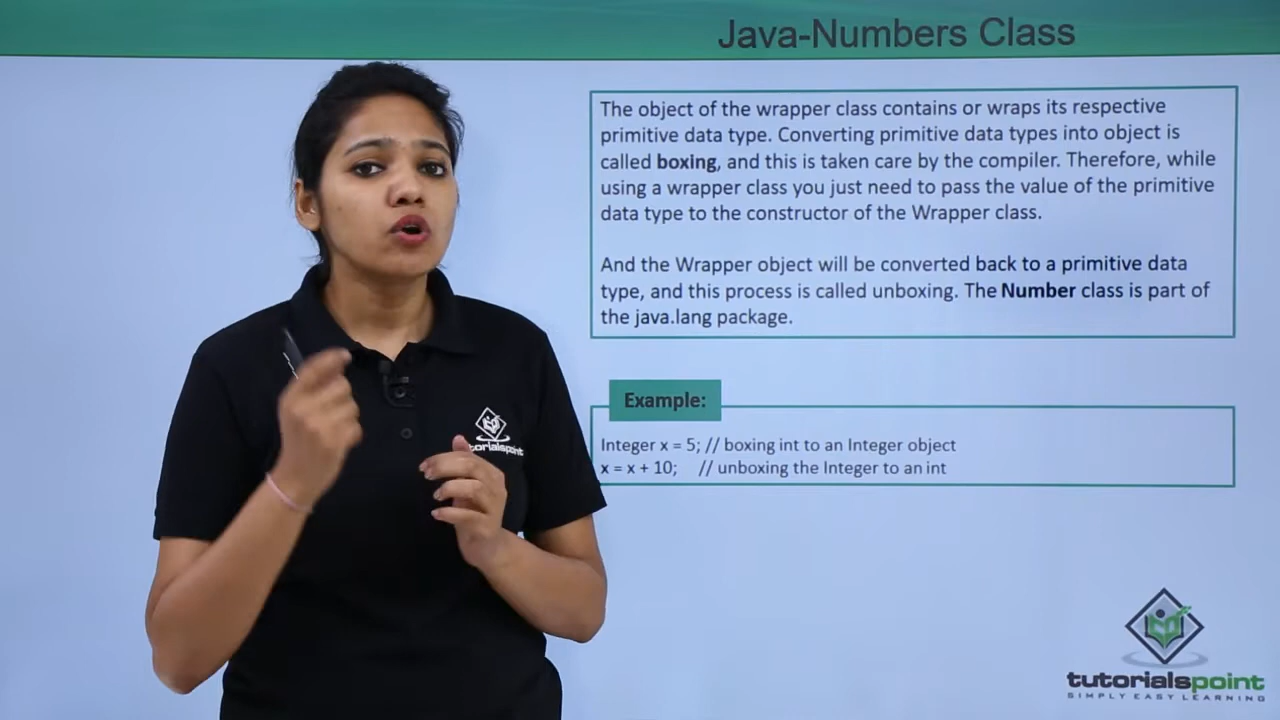 Java-Numbers Class
The object of the wrapper class contains or wraps its respective
primitive data type. Converting primitive data types into object is
called boxing, and this is taken care by the compiler. Therefore, while
using a wrapper class you just need to pass the value of the primitive
data type to the constructor of the Wrapper class.
And the Wrapper object will be converted back to a primitive data
type, and this process is called unboxing. The Number class is part of
the java.lang package.
Example:
Integer x = 5; // boxing int to an Integer object
x = x + 10; // unboxing the Integer to an int
torialspoint
tutorialspoint
SIMPLY EASY LEARNING